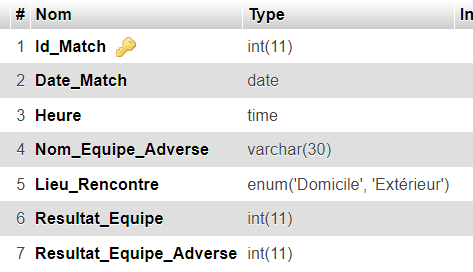 # Nom Type In
1 Id_Match int(11)
2 Date_Match date
3 Heure time
4 Nom_Equipe_Adverse varchar(30)
5 Lieu_Rencontre enum('Domicile', 'Extérieur')
6 Resultat_Equipe int(11)
7 Resultat_Equipe_Adverse int(11)